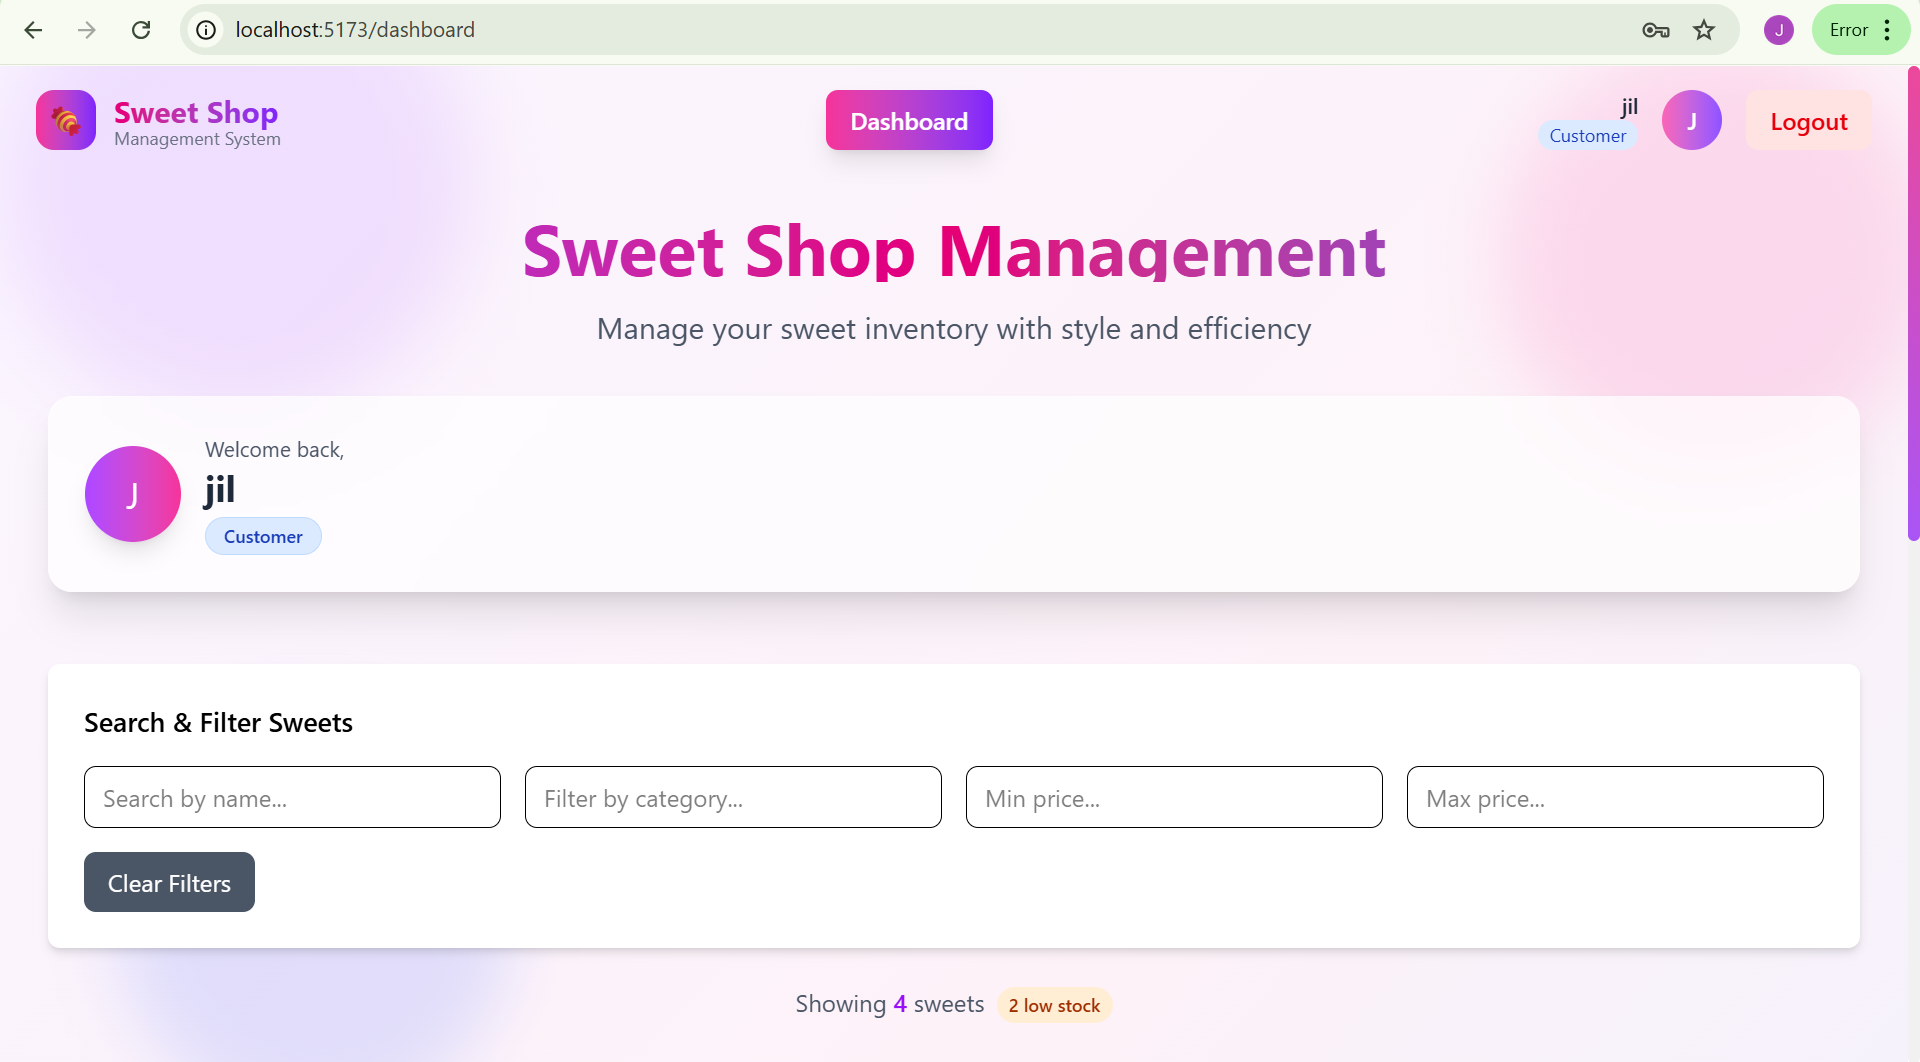 localhost:5173/dashboard
J
Error
Sweet Shop
Management System
Dashboard
jil
Customer
J
Logout
Sweet Shop Management
Manage your sweet inventory with style and efficiency
J
Welcome back,
jil
Customer
Search & Filter Sweets
Search by name...
Filter by category...
Min price...
Max price...
Clear Filters
Showing 4 sweets
2 low stock